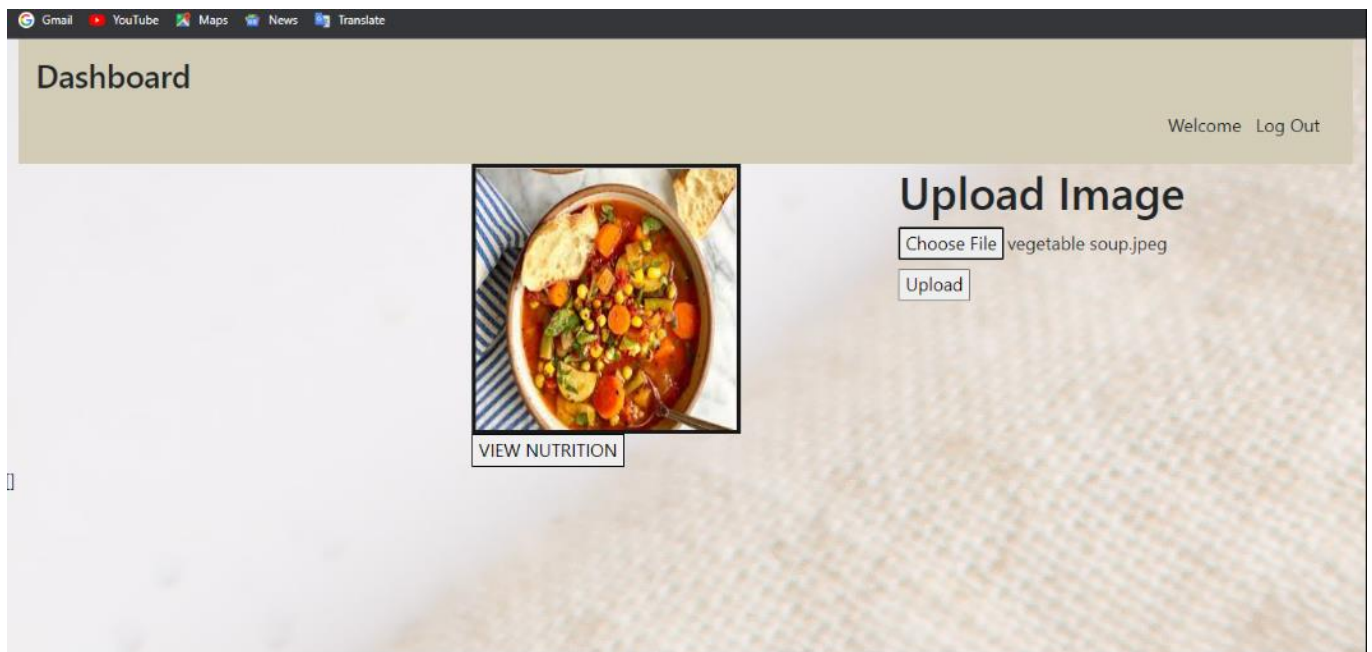 Gmail YouTube Maps News Translate
Dashboard
Welcome Log Out
Upload Image
Choose File vegetable soup.jpeg
Upload
VIEW NUTRITION
[]